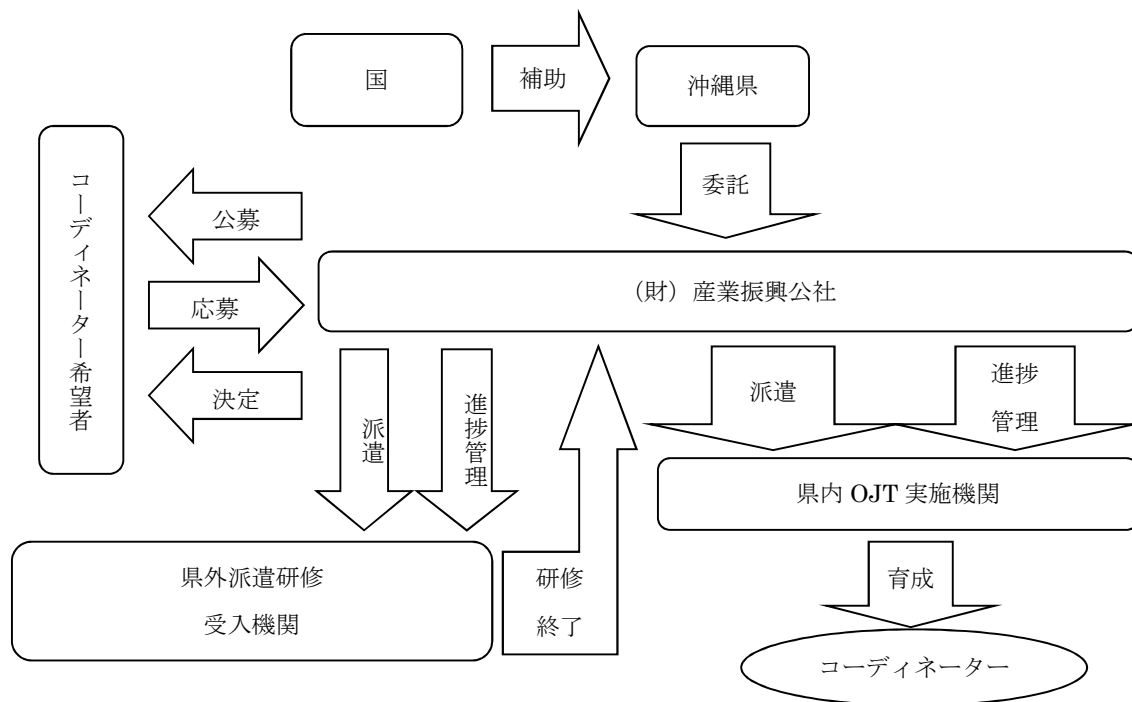 国
補助
沖縄県
委託
コーディネーター希望者
公募
応募
決定
（財）産業振興公社
派遣
進捗管理
派遣
進捗
管理
県内 OJT 実施機関
県外派遣研修
受入機関
研修
終了
育成
コーディネーター